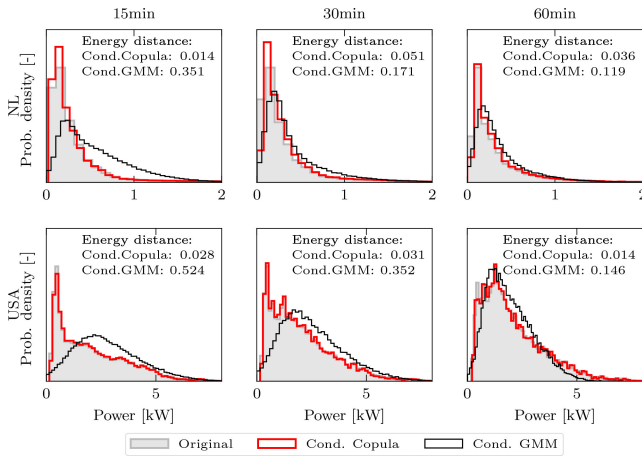 15min 30min 60min
NL
Prob. density [-]
Energy distance:
Cond.Copula: 0.014
Cond.GMM: 0.351
Energy distance:
Cond.Copula: 0.051
Cond.GMM: 0.171
Energy distance:
Cond.Copula: 0.036
Cond.GMM: 0.119
0 1 2 0 1 2 0 1 2
USA
Prob. density [-]
Energy distance:
Cond.Copula: 0.028
Cond.GMM: 0.524
Energy distance:
Cond.Copula: 0.031
Cond.GMM: 0.352
Energy distance:
Cond.Copula: 0.014
Cond.GMM: 0.146
0 5 0 5 0 5
Power [kW] Power [kW] Power [kW]
Original Cond. Copula Cond. GMM